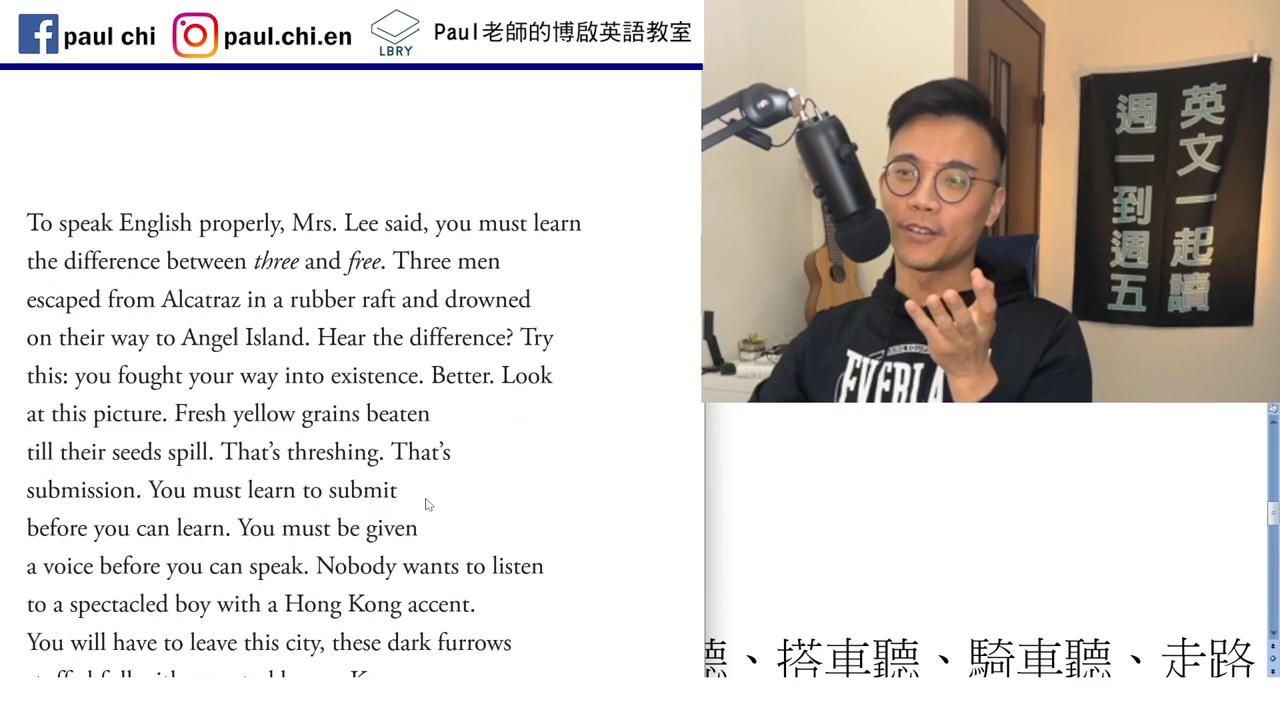 paul chi paul.chi.en LBRY Paul老師的博啟英語教室
To speak English properly, Mrs. Lee said, you must learn
the difference between three and free. Three men
escaped from Alcatraz in a rubber raft and drowned
on their way to Angel Island. Hear the difference? Try
this: you fought your way into existence. Better. Look
at this picture. Fresh yellow grains beaten
till their seeds spill. That’s threshing. That’s
submission. You must learn to submit
before you can learn. You must be given
a voice before you can speak. Nobody wants to listen
to a spectacled boy with a Hong Kong accent.
You will have to leave this city, these dark furrows
英文一起讀
週一到週五
聽、搭車聽、騎車聽、走路